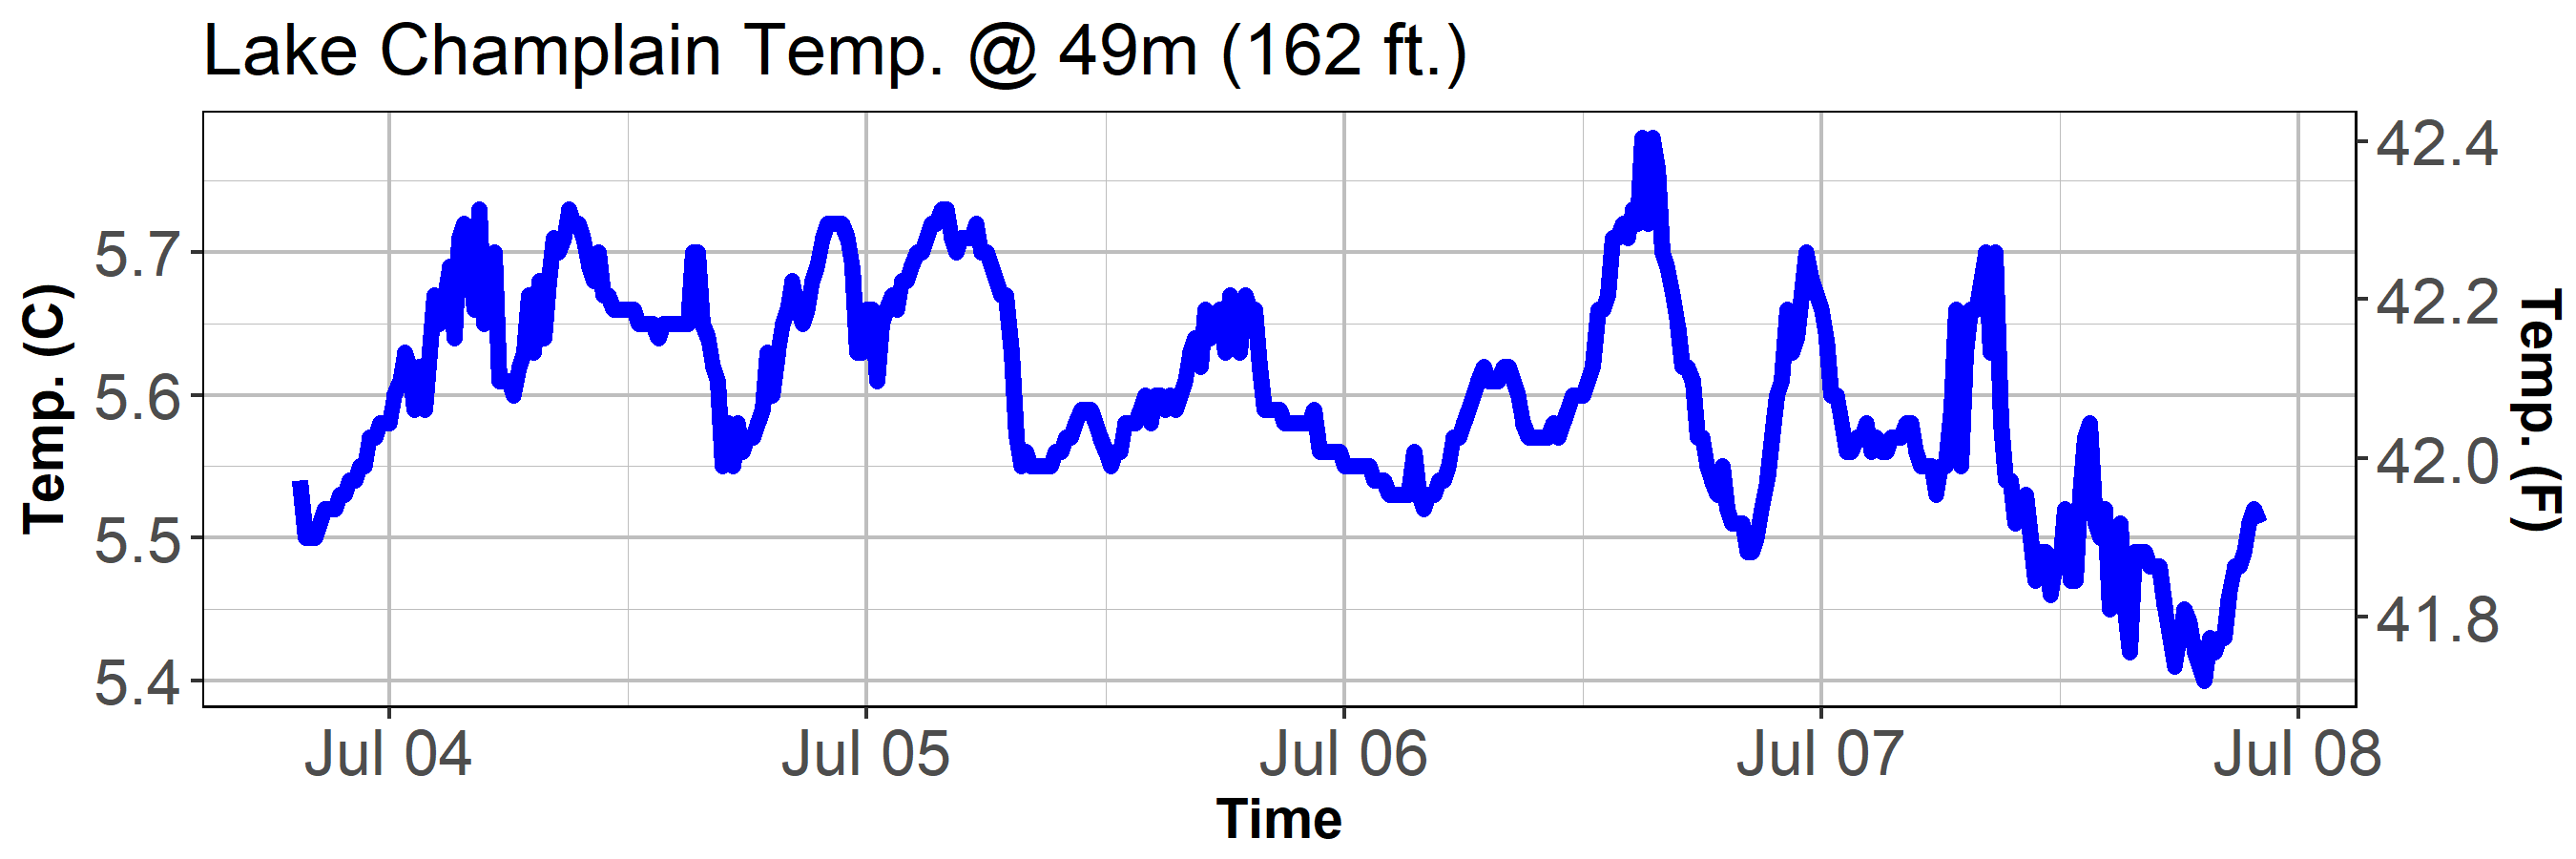 Lake Champlain Temp. @ 49m (162 ft.)
Temp. (C)
5.7
5.6
5.5
5.4
42.4
42.2
42.0
41.8
Temp. (F)
Jul 04 Jul 05 Jul 06 Jul 07 Jul 08
Time